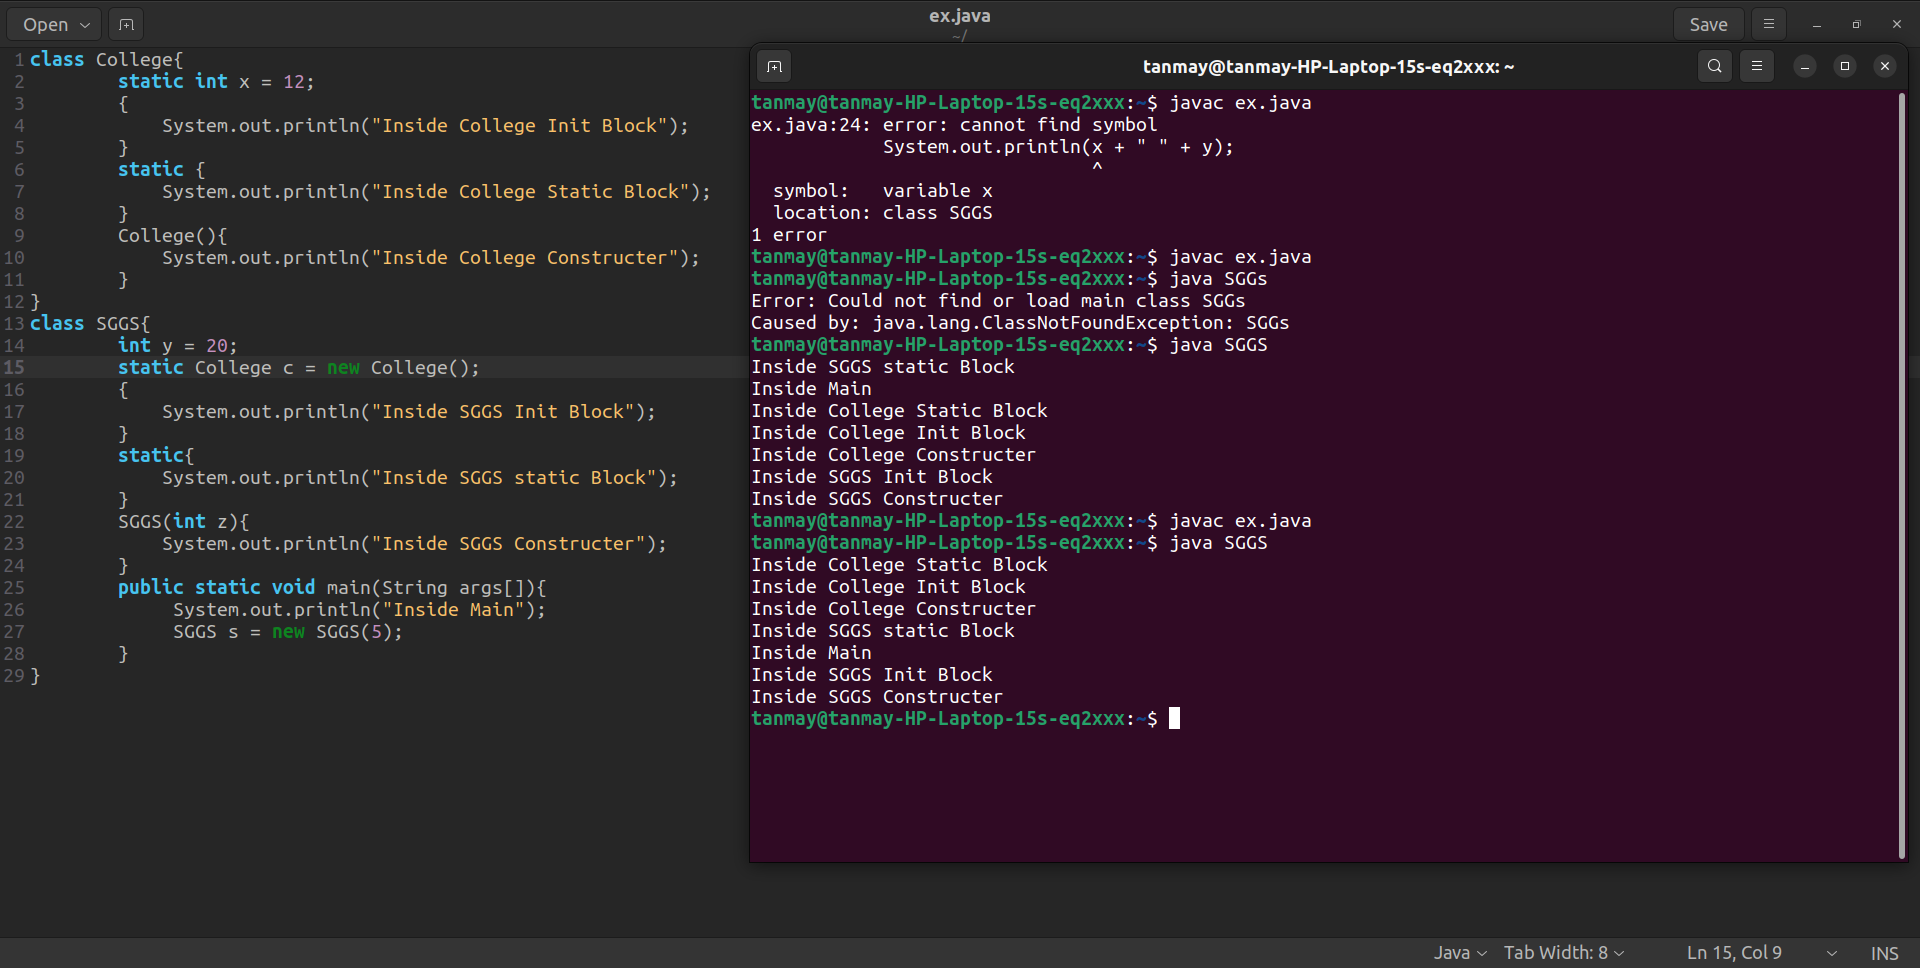 Open
ex.java
~/
Save
1 class College{
2         static int x = 12;
3         {
4             System.out.println("Inside College Init Block");
5         }
6         static {
7             System.out.println("Inside College Static Block");
8         }
9         College(){
10             System.out.println("Inside College Constructer");
11         }
12 }
13 class SGGS{
14         int y = 20;
15         static College c = new College();
16         {
17             System.out.println("Inside SGGS Init Block");
18         }
19         static{
20             System.out.println("Inside SGGS static Block");
21         }
22         SGGS(int z){
23             System.out.println("Inside SGGS Constructer");
24         }
25         public static void main(String args[]){
26              System.out.println("Inside Main");
27              SGGS s = new SGGS(5);
28         }
29 }
tanmay@tanmay-HP-Laptop-15s-eq2xxx: ~
tanmay@tanmay-HP-Laptop-15s-eq2xxx:~$ javac ex.java
ex.java:24: error: cannot find symbol
            System.out.println(x + " " + y);
                               ^
  symbol:   variable x
  location: class SGGS
1 error
tanmay@tanmay-HP-Laptop-15s-eq2xxx:~$ javac ex.java
tanmay@tanmay-HP-Laptop-15s-eq2xxx:~$ java SGGs
Error: Could not find or load main class SGGs
Caused by: java.lang.ClassNotFoundException: SGGs
tanmay@tanmay-HP-Laptop-15s-eq2xxx:~$ java SGGS
Inside SGGS static Block
Inside Main
Inside College Static Block
Inside College Init Block
Inside College Constructer
Inside SGGS Init Block
Inside SGGS Constructer
tanmay@tanmay-HP-Laptop-15s-eq2xxx:~$ javac ex.java
tanmay@tanmay-HP-Laptop-15s-eq2xxx:~$ java SGGS
Inside College Static Block
Inside College Init Block
Inside College Constructer
Inside SGGS static Block
Inside Main
Inside SGGS Init Block
Inside SGGS Constructer
tanmay@tanmay-HP-Laptop-15s-eq2xxx:~$
Java
Tab Width: 8
Ln 15, Col 9
INS